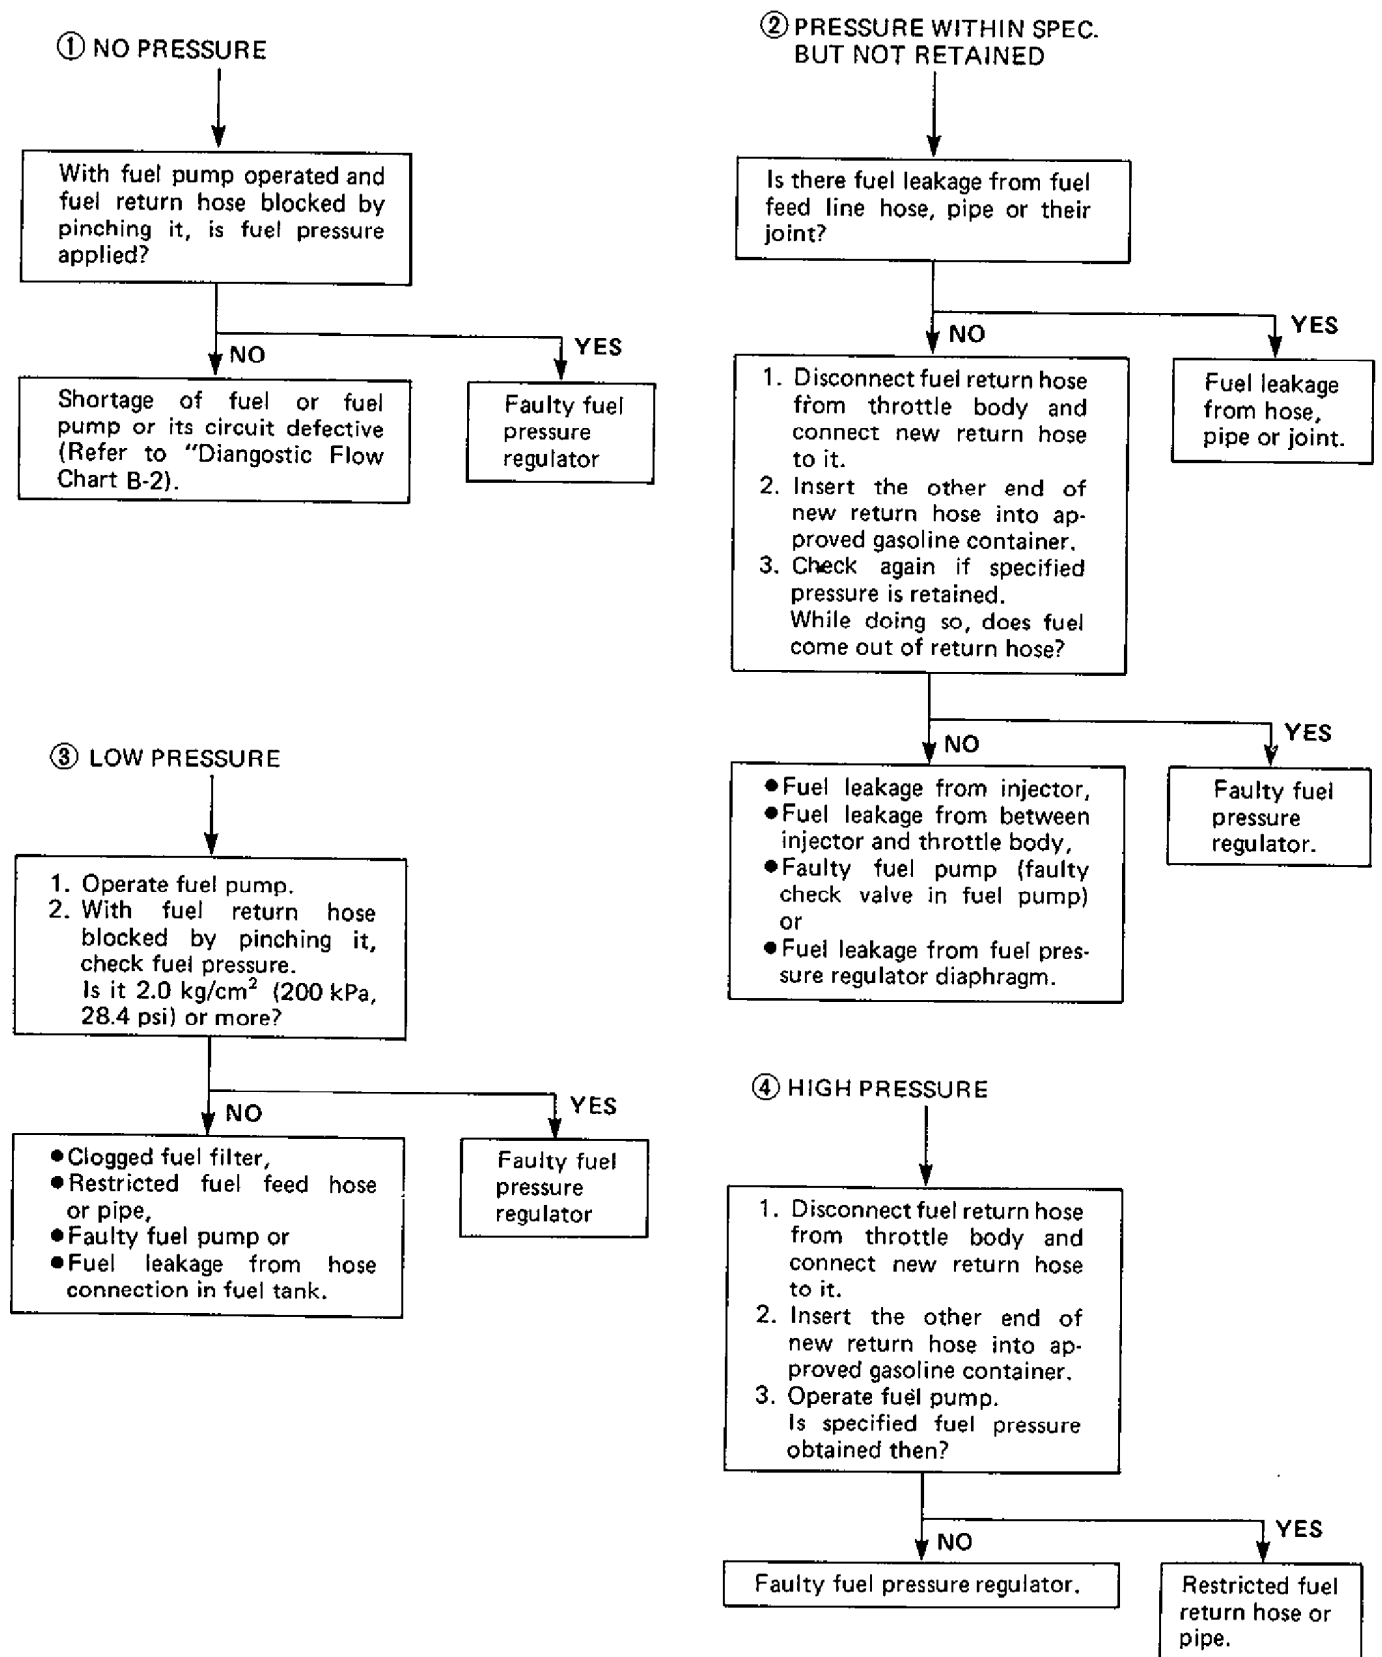 ① NO PRESSURE
With fuel pump operated and
fuel return hose blocked by
pinching it, is fuel pressure
applied?
NO
YES
Shortage of fuel or fuel
pump or its circuit defective
(Refer to "Diangostic Flow
Chart B-2).
Faulty fuel
pressure
regulator
② PRESSURE WITHIN SPEC.
BUT NOT RETAINED
Is there fuel leakage from fuel
feed line hose, pipe or their
joint?
NO
YES
1. Disconnect fuel return hose
from throttle body and
connect new return hose
to it.
2. Insert the other end of
new return hose into ap-
proved gasoline container.
3. Check again if specified
pressure is retained.
While doing so, does fuel
come out of return hose?
Fuel leakage
from hose,
pipe or joint.
NO
YES
●Fuel leakage from injector,
●Fuel leakage from between
injector and throttle body,
●Faulty fuel pump (faulty
check valve in fuel pump)
or
●Fuel leakage from fuel pres-
sure regulator diaphragm.
Faulty fuel
pressure
regulator.
③ LOW PRESSURE
1. Operate fuel pump.
2. With fuel return hose
blocked by pinching it,
check fuel pressure.
Is it 2.0 kg/cm² (200 kPa,
28.4 psi) or more?
NO
YES
●Clogged fuel filter,
●Restricted fuel feed hose
or pipe,
●Faulty fuel pump or
●Fuel leakage from hose
connection in fuel tank.
Faulty fuel
pressure
regulator
④ HIGH PRESSURE
1. Disconnect fuel return hose
from throttle body and
connect new return hose
to it.
2. Insert the other end of
new return hose into ap-
proved gasoline container.
3. Operate fuel pump.
Is specified fuel pressure
obtained then?
NO
YES
Faulty fuel pressure regulator.
Restricted fuel
return hose or
pipe.